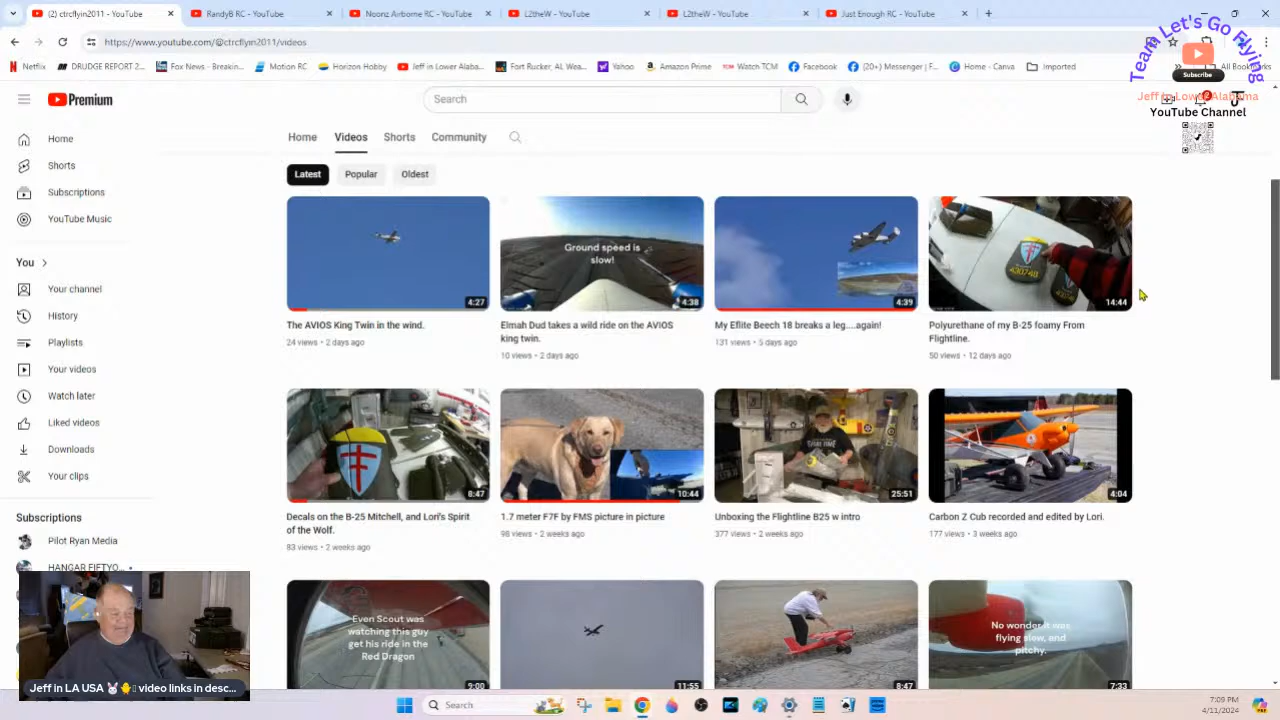 (2) ctrcflyin2011 - YouTube
RandyB RC - YouTube
Noonz Airborne RC - YouTube
L2theW - YouTube
L2theW - YouTube
Just Enough RC - YouTube
https://www.youtube.com/@ctrcflyin2011/videos
Netflix
DRUDGE REPORT 2...
Fox News - Breakin...
Motion RC
Horizon Hobby
Jeff in Lower Alaba...
Fort Rucker, AL Wea...
Yahoo
Amazon Prime
TCM Watch TCM
Facebook
(20+) Messenger | F...
Home - Canva
Imported
All Bookmarks
Team Let's Go Flying
Subscribe
Jeff in Lower Alabama
YouTube Channel
Premium
Search
Home
Videos
Shorts
Community
Latest
Popular
Oldest
Home
Shorts
Subscriptions
YouTube Music
You
Your channel
History
Playlists
Your videos
Watch later
Liked videos
Downloads
Your clips
Subscriptions
Pilot Ryan Media
HANGAR FIFTYO...
4:27
The AVIOS King Twin in the wind.
24 views • 2 days ago
Ground speed is
slow!
4:38
Elmah Dud takes a wild ride on the AVIOS
king twin.
10 views • 2 days ago
4:39
My Eflite Beech 18 breaks a leg....again!
131 views • 5 days ago
430740
14:44
Polyurethane of my B-25 foamy From
Flightline.
50 views • 12 days ago
6:47
Decals on the B-25 Mitchell, and Lori's Spirit
of the Wolf.
83 views • 2 weeks ago
10:44
1.7 meter F7F by FMS picture in picture
98 views • 2 weeks ago
25:51
Unboxing the Flightline B25 w intro
377 views • 2 weeks ago
4:04
Carbon Z Cub recorded and edited by Lori.
177 views • 3 weeks ago
Even Scout was
watching this guy
get his ride in the
Red Dragon
9:00
11:55
8:47
No wonder it was
flying slow, and
pitchy.
7:33
Jeff in LA USA 🐰🐥 video links in desc...
Search
7:09 PM
4/11/2024